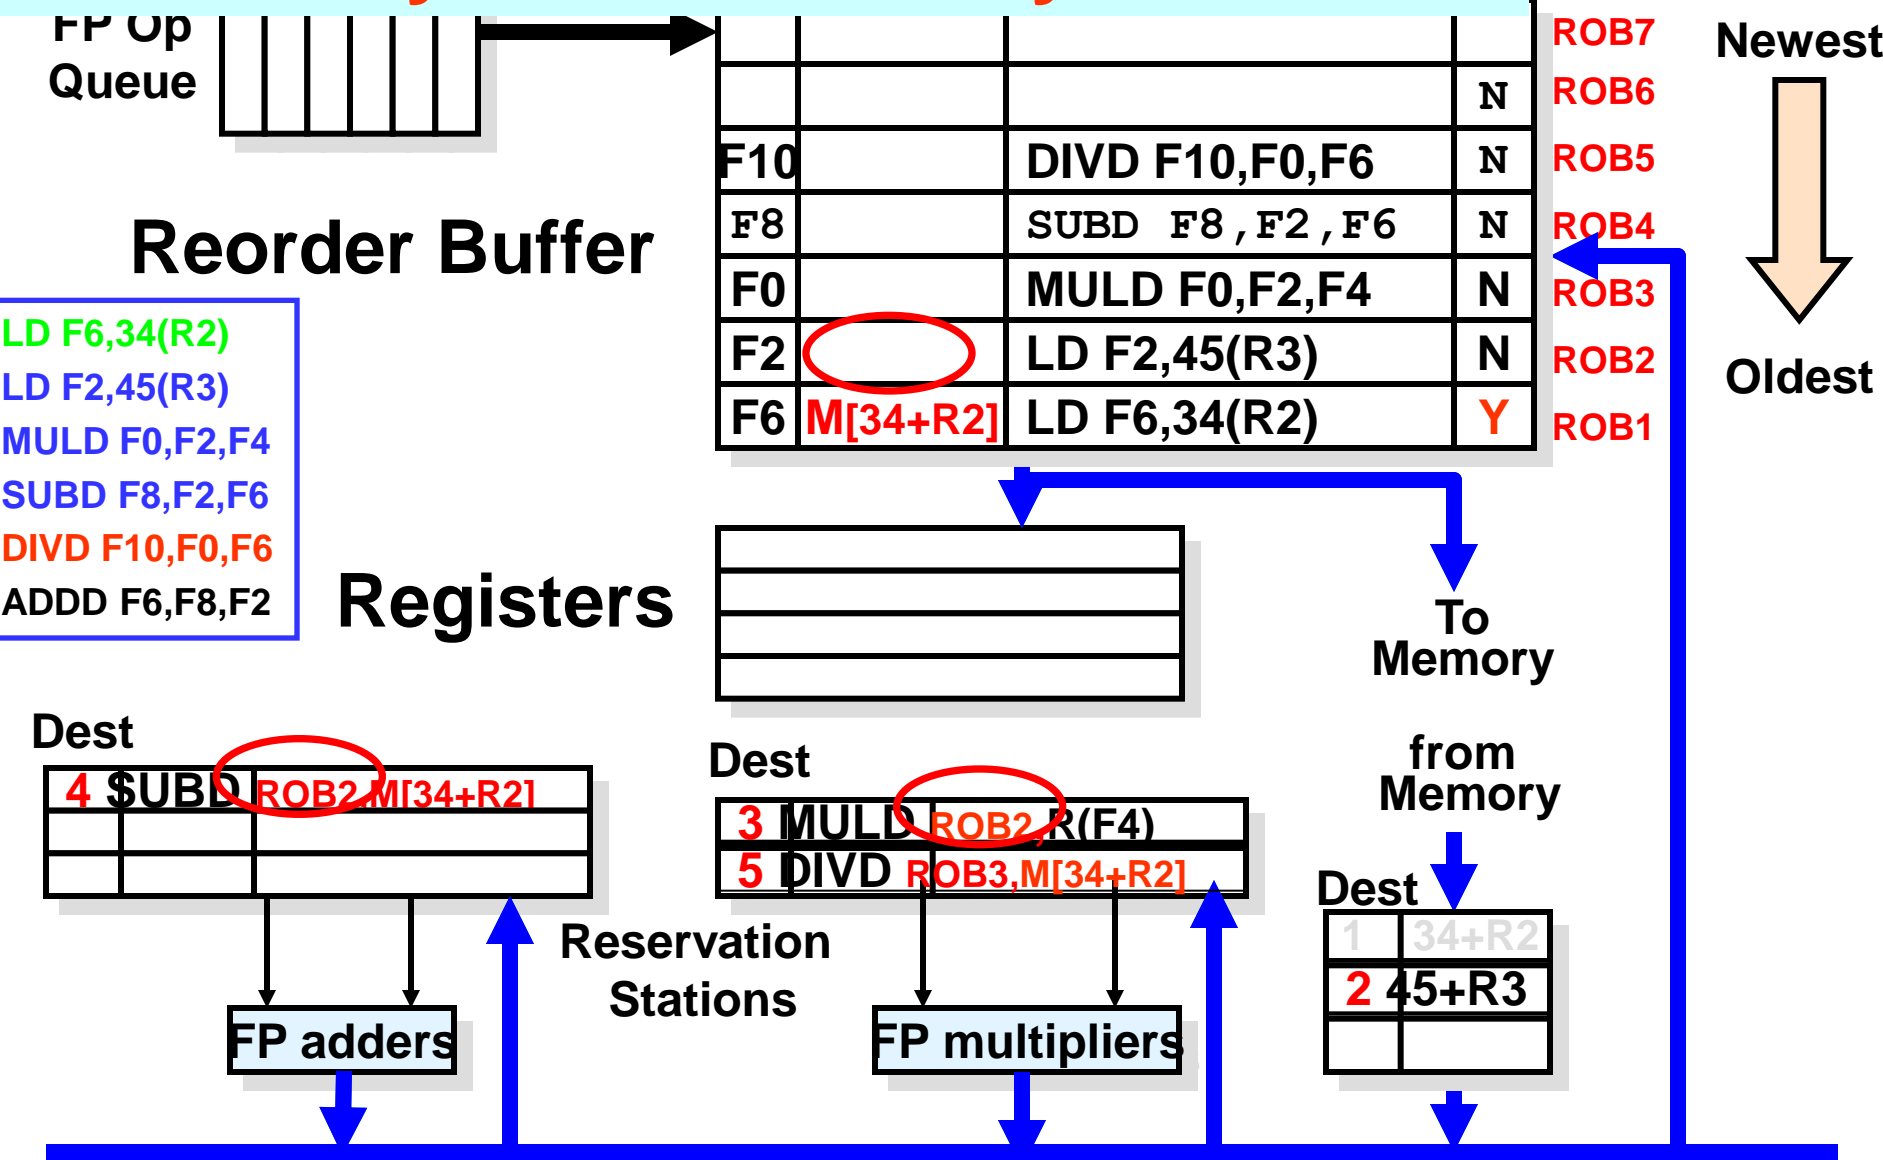 FP Op
Queue
ROB7
Newest
N ROB6
F10 DIVD F10,F0,F6 N ROB5
F8 SUBD F8,F2,F6 N ROB4
Reorder Buffer
F0 MULD F0,F2,F4 N ROB3
F2 LD F2,45(R3) N ROB2
Oldest
F6 M[34+R2] LD F6,34(R2) Y ROB1
LD F6,34(R2)
LD F2,45(R3)
MULD F0,F2,F4
SUBD F8,F2,F6
DIVD F10,F0,F6
ADDD F6,F8,F2
Registers
To
Memory
from
Memory
Dest
4 SUBD ROB2,M[34+R2]
Dest
3 MULD ROB2,R(F4)
5 DIVD ROB3,M[34+R2]
Dest
1 34+R2
2 45+R3
Reservation
Stations
FP adders
FP multipliers